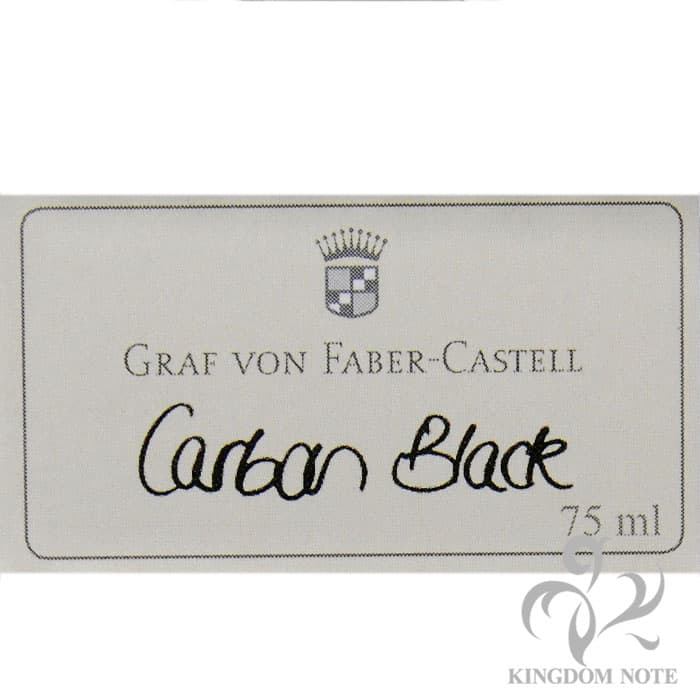 GRAF VON FABER-CASTELL
Carbon Black
75 ml
KINGDOM NOTE